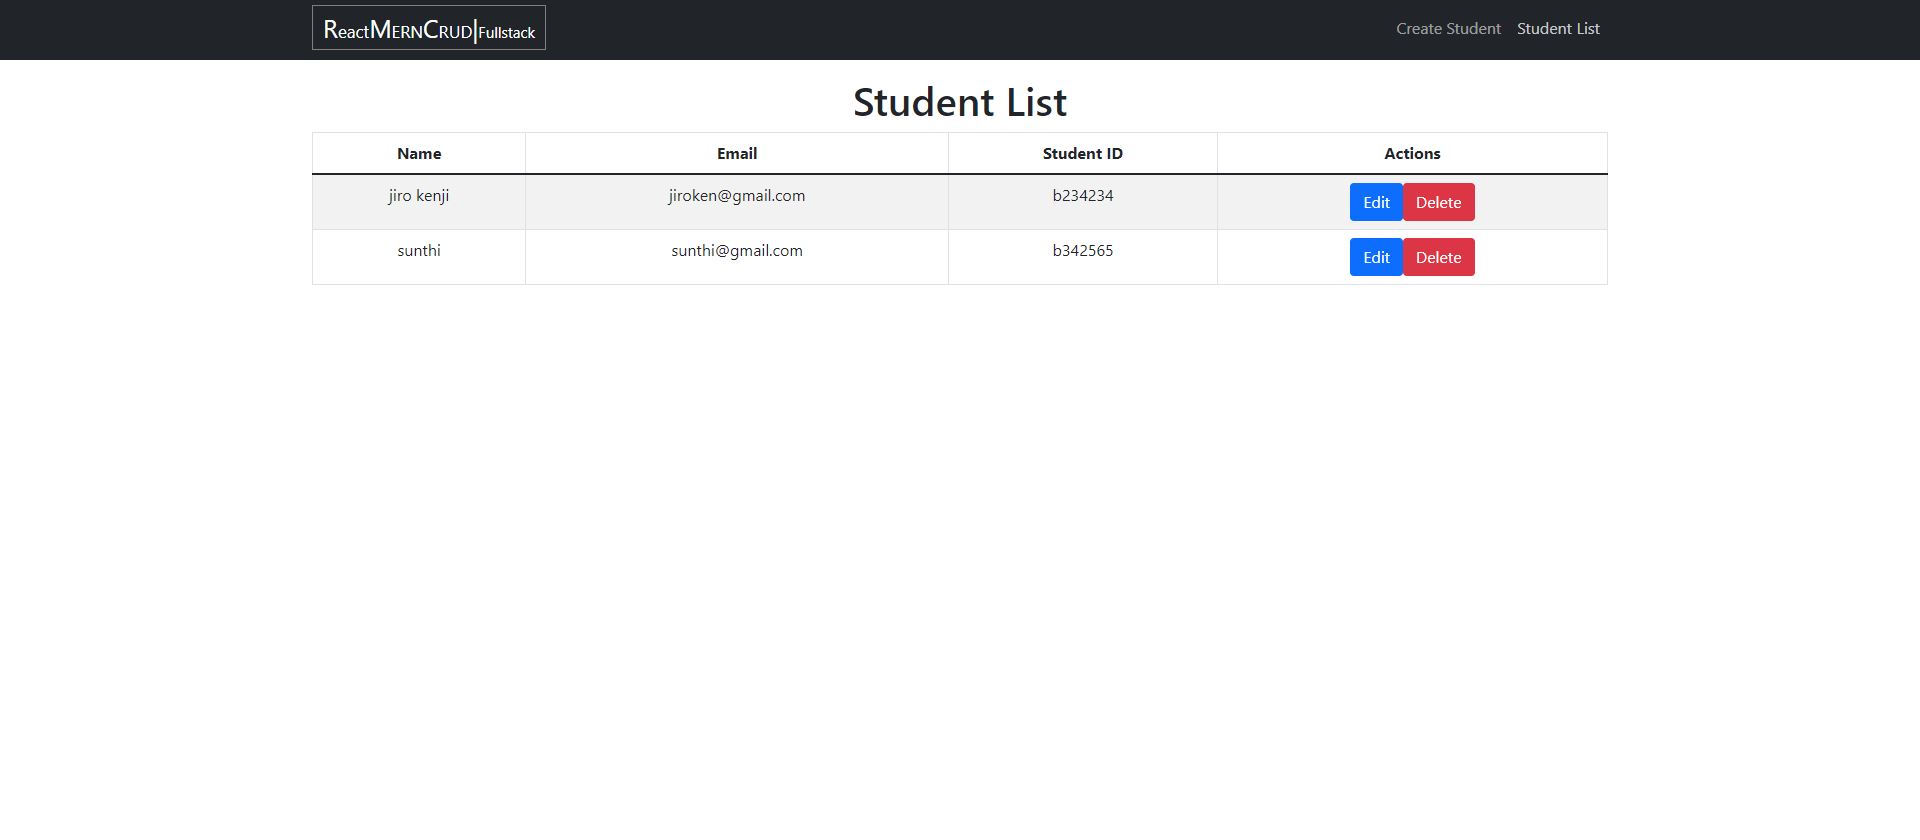 ReactMERNCRUD|Fullstack Create Student Student List
Student List
Name Email Student ID Actions
jiro kenji jiroken@gmail.com b234234 Edit Delete
sunthi sunthi@gmail.com b342565 Edit Delete